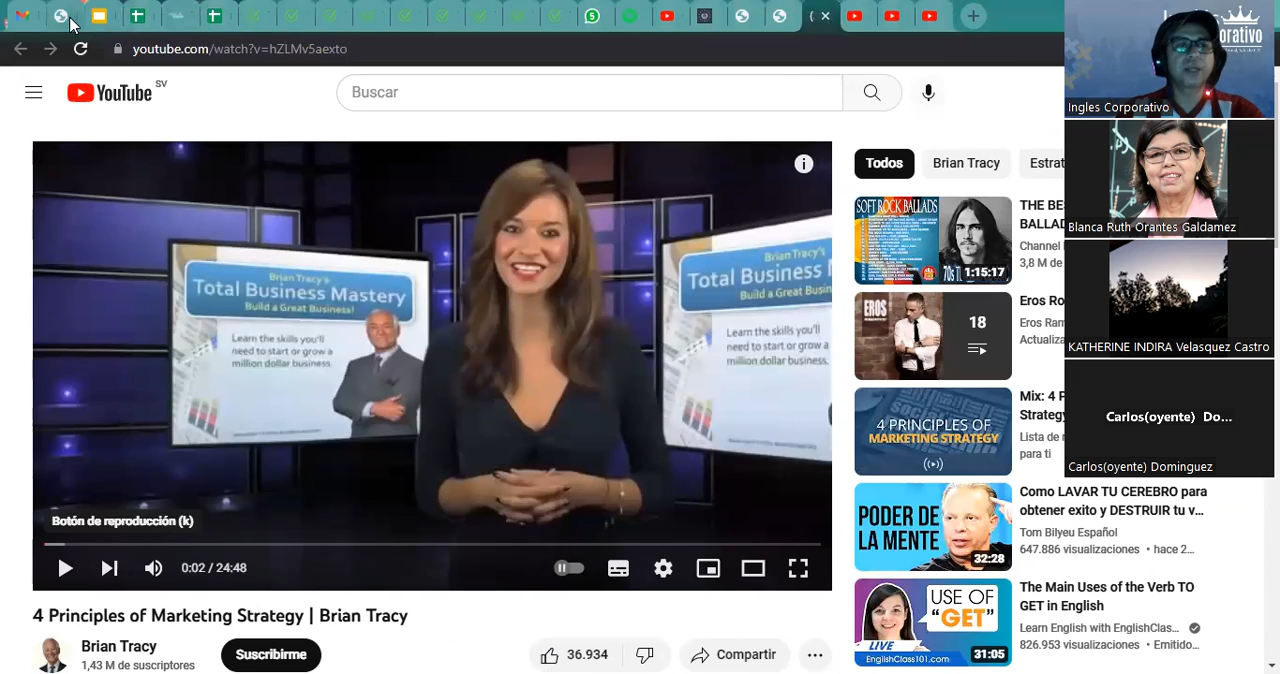 youtube.com/watch?v=hZLMv5aexto
YouTube SV
Buscar
Brian Tracy's
Total Business Mastery
Build a Great Business!
Learn the skills you'll
need to start or grow a
million dollar business.
Brian Tracy's
Total Business
Build a Great Busin
Learn the skills you'll
need to start or grow a
million dollar business.
Botón de reproducción (k)
0:02 / 24:48
4 Principles of Marketing Strategy | Brian Tracy
Brian Tracy
1,43 M de suscriptores
Suscribirme
36.934
Compartir
Todos
Brian Tracy
Estrat
SOFT ROCK BALLADS
70s
1:15:17
THE BE
BALLAD
Channel
3,8 M de
EROS
18
Eros Ro
Eros Ram
Actualiza
4 PRINCIPLES OF
MARKETING STRATEGY
Mix: 4 P
Strategy
Lista de r
para ti
PODER DE
LA MENTE
32:28
Como LAVAR TU CEREBRO para
obtener exito y DESTRUIR tu v...
Tom Bilyeu Español
647.886 visualizaciones • hace 2...
USE OF
"GET"
LIVE
EnglishClass101.com
31:05
The Main Uses of the Verb TO
GET in English
Learn English with EnglishClas...
826.953 visualizaciones • Emitido...
orativo
Ingles Corporativo
Blanca Ruth Orantes Galdamez
KATHERINE INDIRA Velasquez Castro
Carlos(oyente) Do...
Carlos(oyente) Dominguez